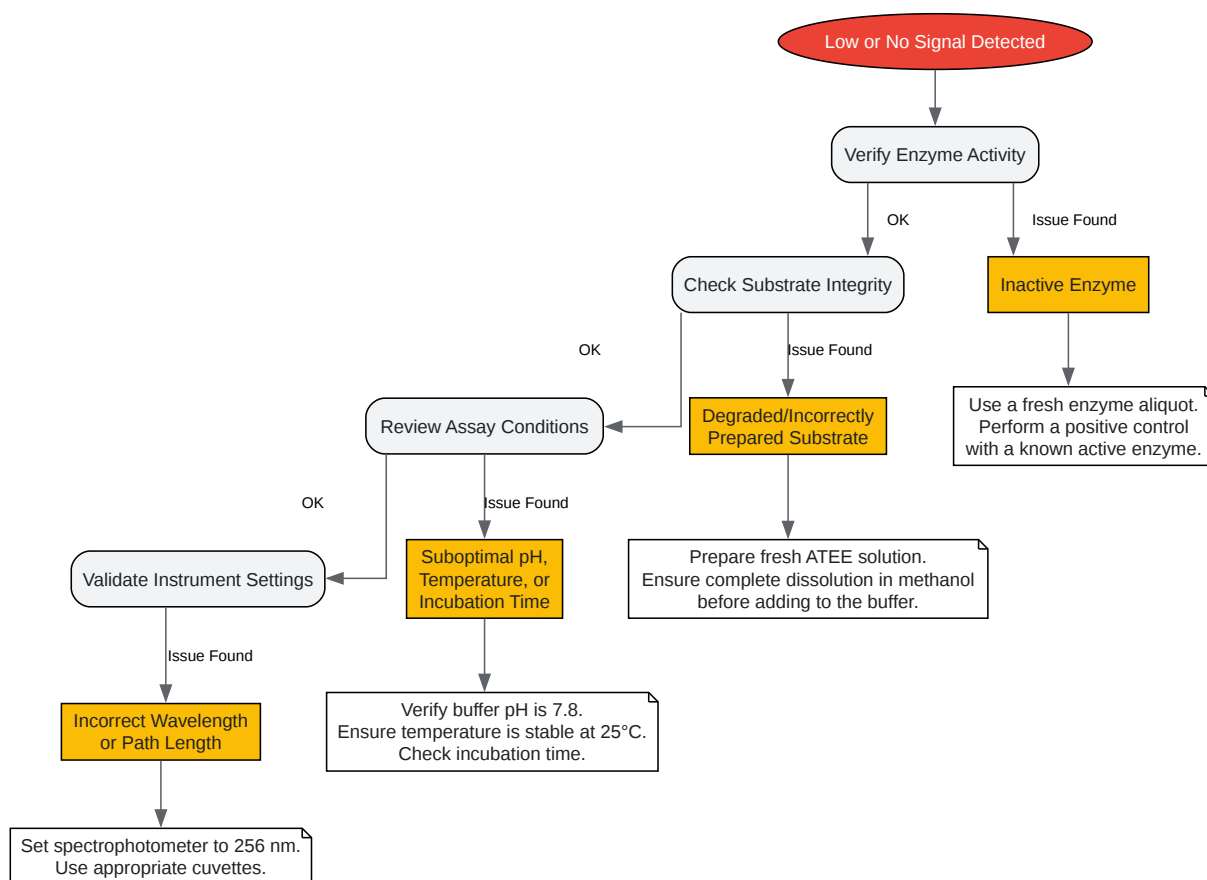 Low or No Signal Detected
Verify Enzyme Activity
OK
Issue Found
Check Substrate Integrity
Inactive Enzyme
OK
Issue Found
Use a fresh enzyme aliquot.
Perform a positive control
with a known active enzyme.
Review Assay Conditions
Degraded/Incorrectly
Prepared Substrate
OK
Issue Found
Validate Instrument Settings
Suboptimal pH,
Temperature, or
Incubation Time
Prepare fresh ATEE solution.
Ensure complete dissolution in methanol
before adding to the buffer.
Issue Found
Incorrect Wavelength
or Path Length
Verify buffer pH is 7.8.
Ensure temperature is stable at 25°C.
Check incubation time.
Set spectrophotometer to 256 nm.
Use appropriate cuvettes.